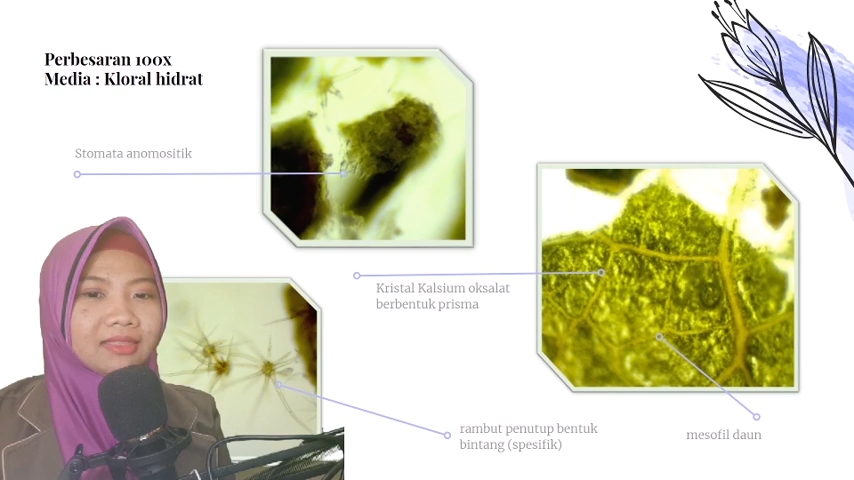 Perbesaran 100x
Media : Kloral hidrat
Stomata anomositik
Kristal Kalsium oksalat
berbentuk prisma
rambut penutup bentuk
bintang (spesifik)
mesofil daun